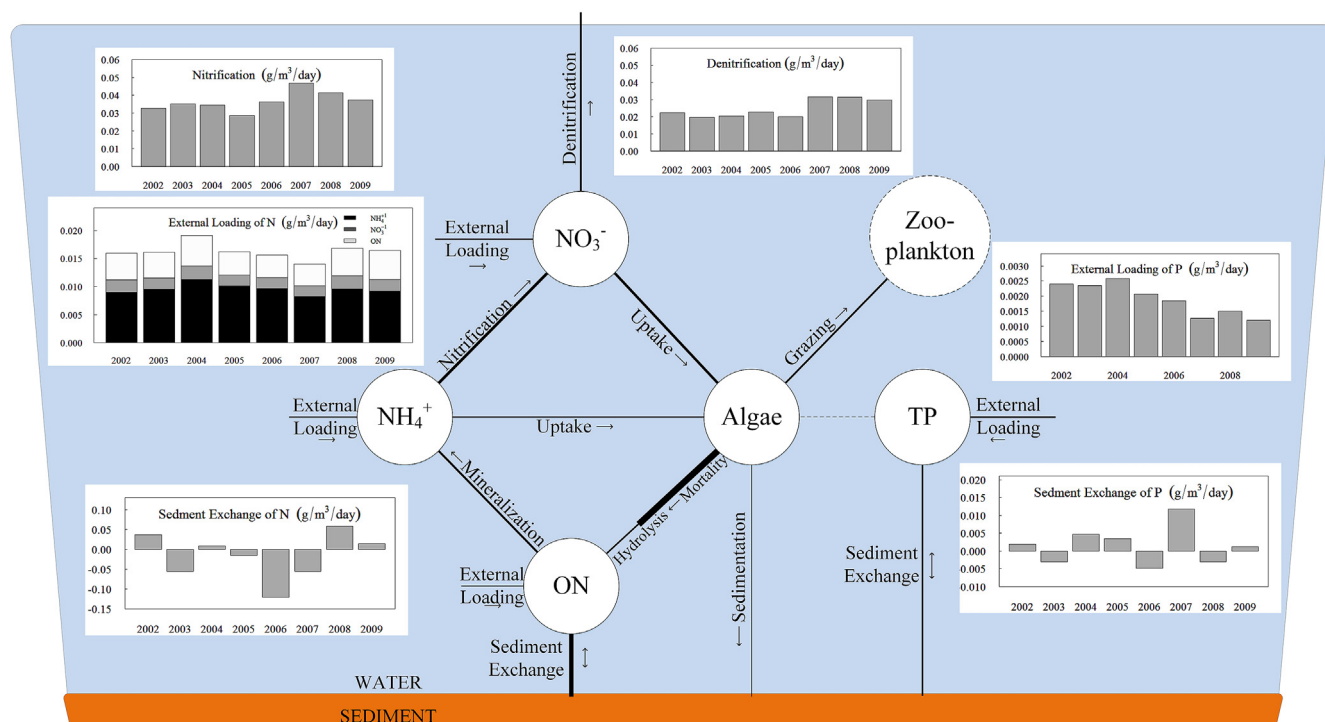 Nitrification (g/m³/day)
0.06
0.05
0.04
0.03
0.02
0.01
0.00
2002 2003 2004 2005 2006 2007 2008 2009
Denitrification
→
Denitrification (g/m³/day)
0.06
0.05
0.04
0.03
0.02
0.01
0.00
2002 2003 2004 2005 2006 2007 2008 2009
External Loading of N (g/m³/day)
NH₄⁺¹
NO₃⁻¹
ON
0.020
0.015
0.010
0.005
0.000
2002 2003 2004 2005 2006 2007 2008 2009
External
Loading
→
NO₃⁻
Zoo-
plankton
External Loading of P (g/m³/day)
0.0030
0.0025
0.0020
0.0015
0.0010
0.0000
2002 2004 2006 2008
Nitrification →
Uptake →
Grazing →
External
Loading
→
NH₄⁺
Uptake →
Algae
TP
External
Loading
←
Sedment Exchange of N (g/m³/day)
0.10
0.05
0.00
-0.05
-0.10
-0.15
2002 2003 2004 2005 2006 2007 2008 2009
←Mineralization
Hydrolysis ← Mortality
← Sedimentation
Sediment
Exchange
↔
Sedment Exchange of P (g/m³/day)
0.020
0.015
0.010
0.005
0.000
0.005
0.010
2002 2003 2004 2005 2006 2007 2008 2009
External
Loading
→
ON
Sediment
Exchange
↔
WATER
SEDIMENT